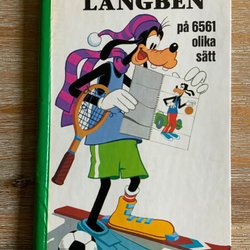 LÅNGBEN
på 6561
olika
sätt